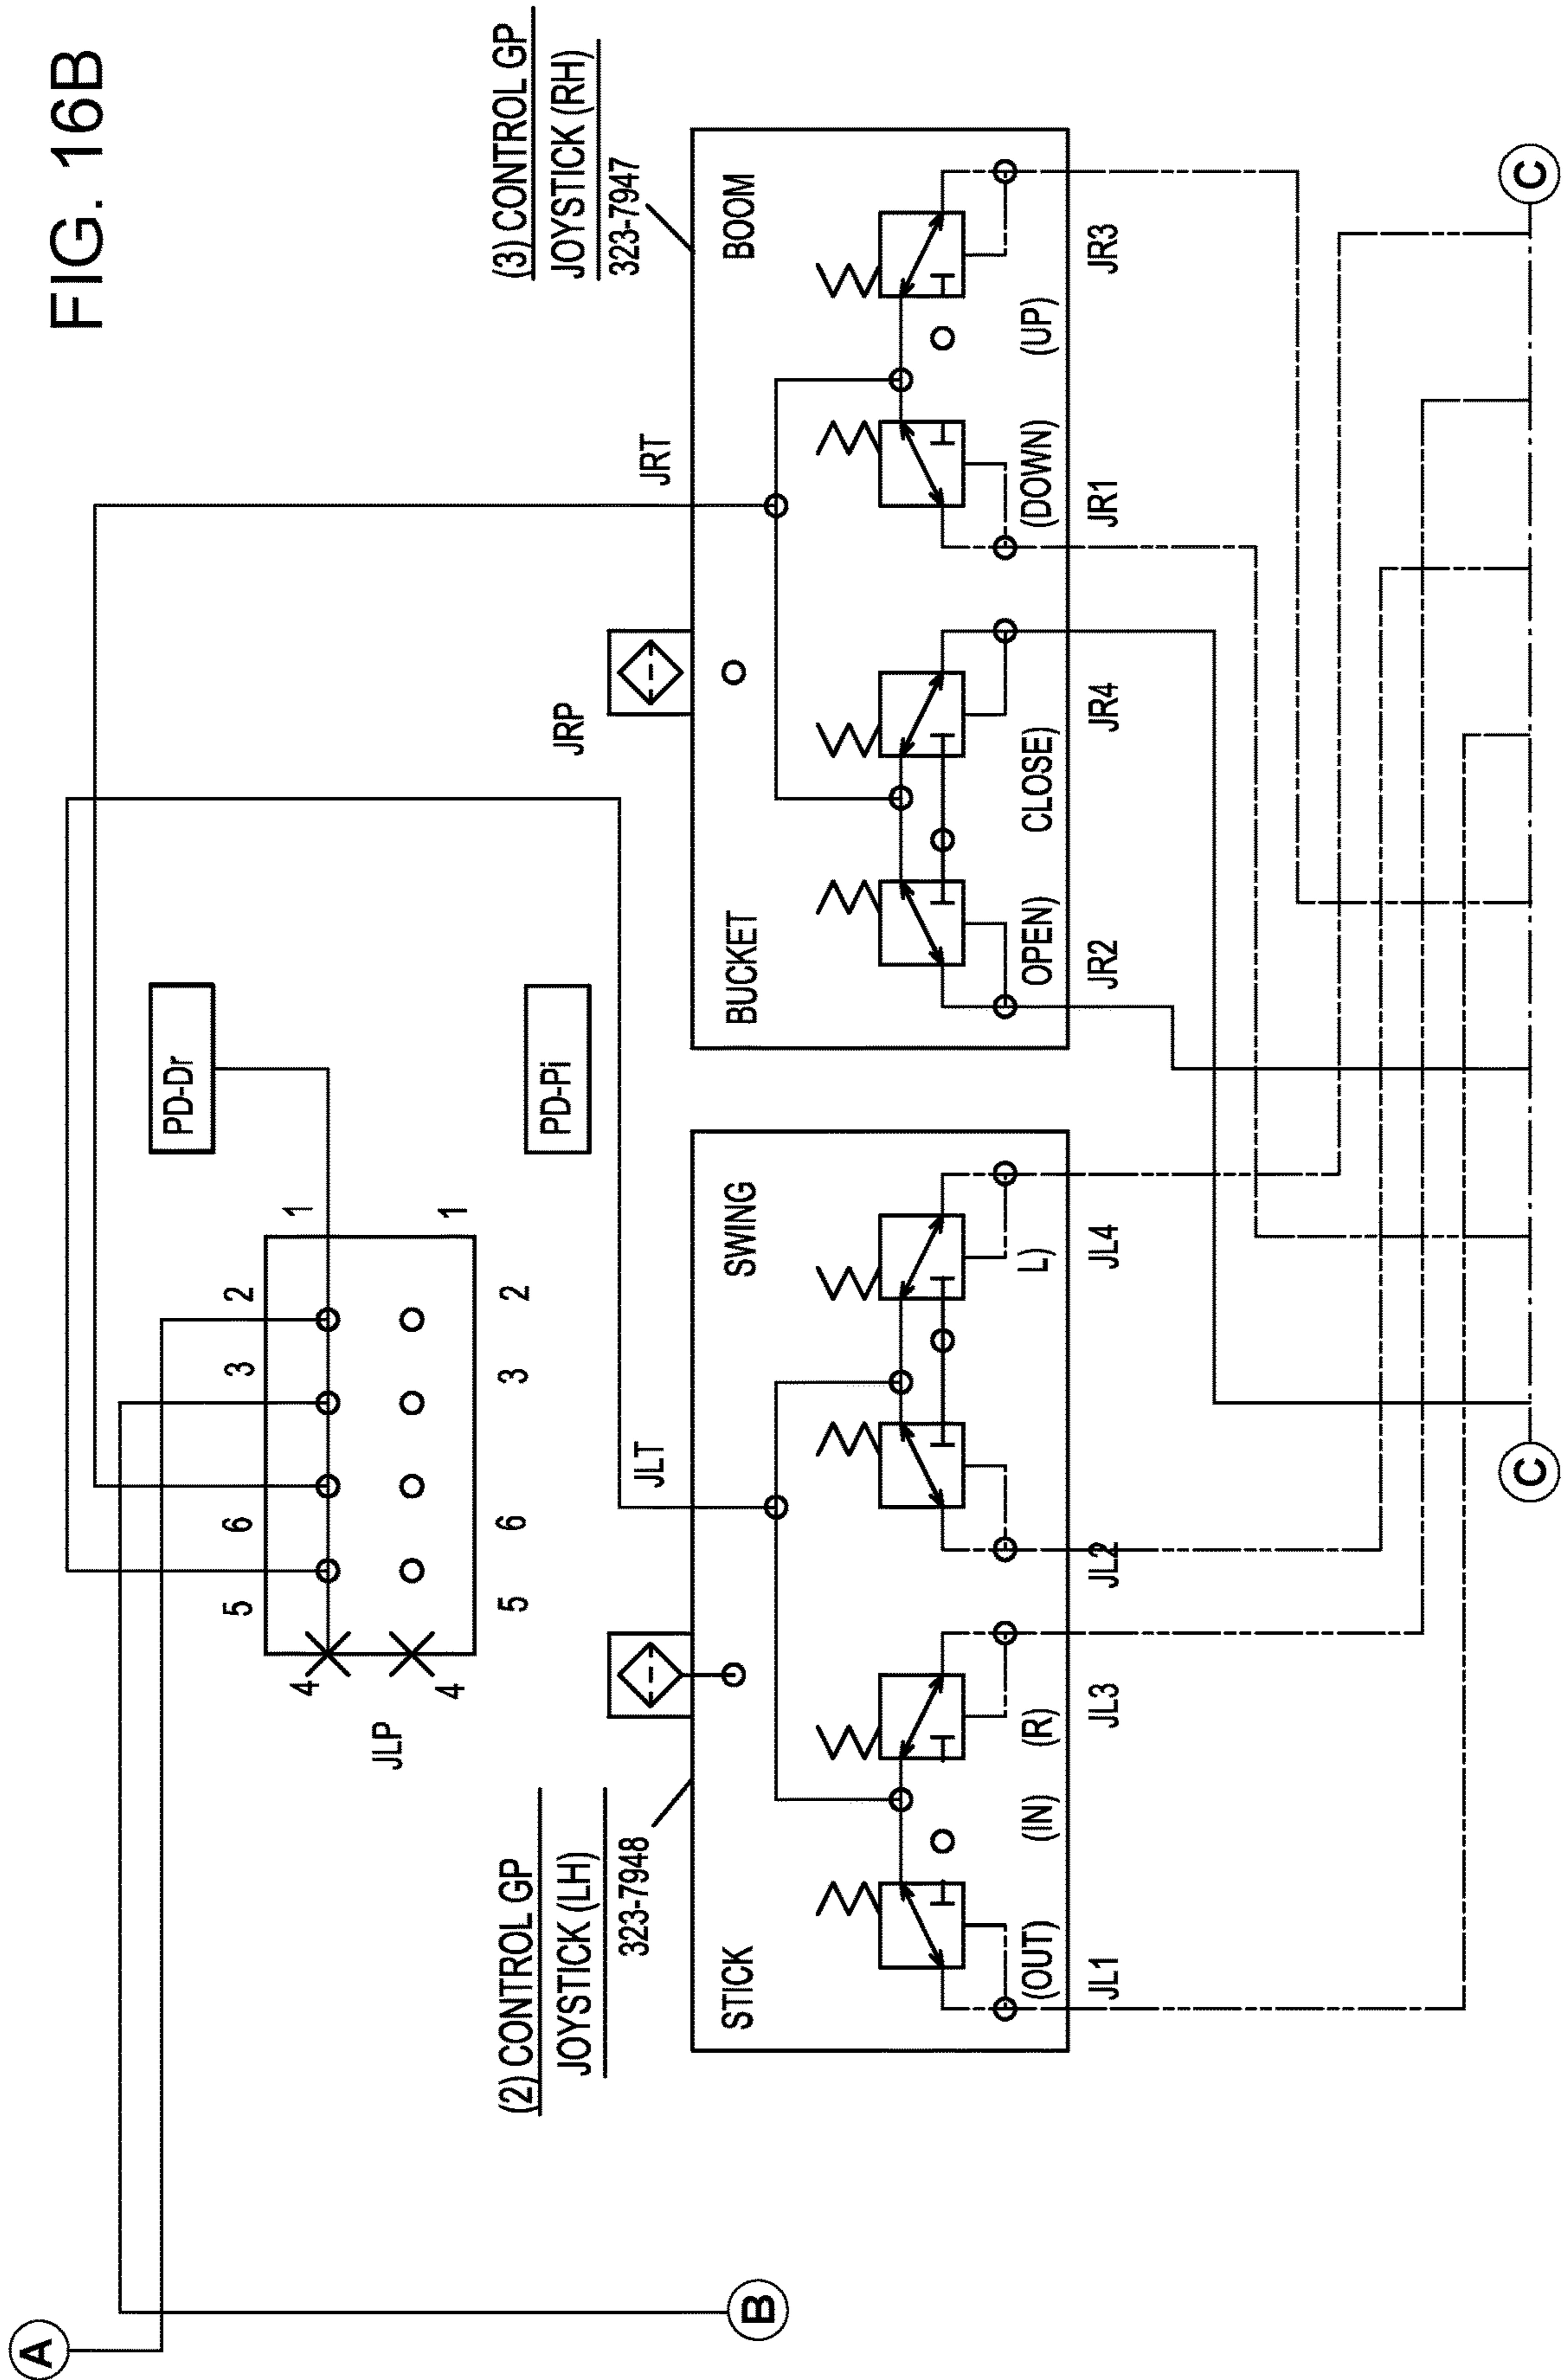 FIG. 16B
A
B
PD-Dr
PD-Pi
4
5
6
3
2
1
4
5
6
3
2
1
JLP
(2) CONTROL GP
JOYSTICK (LH)
323-7948
JLT
STICK
SWING
(OUT)
(IN)
(R)
L)
JL1
JL3
JL2
JL4
(3) CONTROL GP
JOYSTICK (RH)
323-7947
JRP
JRT
BUCKET
BOOM
OPEN)
CLOSE)
(DOWN)
(UP)
JR2
JR4
JR1
JR3
C
C